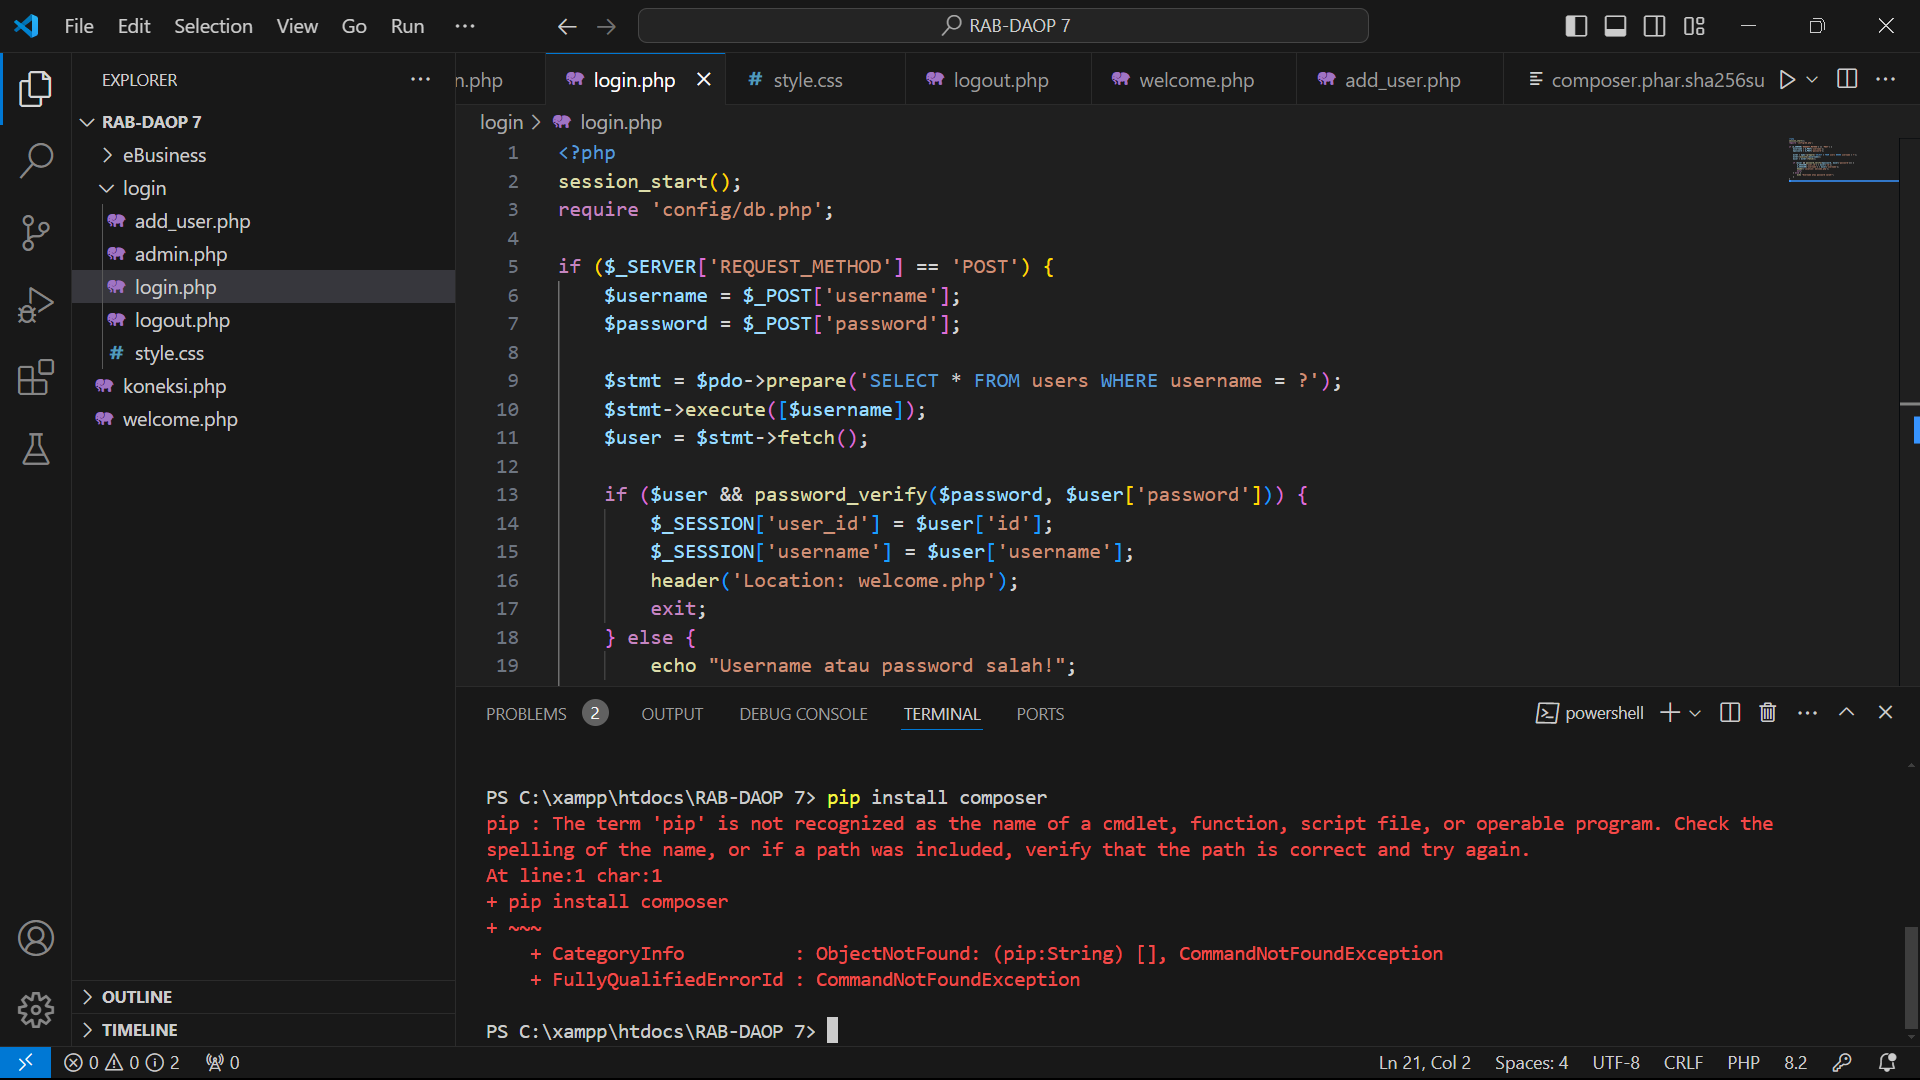 File Edit Selection View Go Run ··· RAB-DAOP 7
EXPLORER ···
n.php login.php # style.css logout.php welcome.php add_user.php composer.phar.sha256su
RAB-DAOP 7
eBusiness
login
add_user.php
admin.php
login.php
logout.php
# style.css
koneksi.php
welcome.php
OUTLINE
TIMELINE
login > login.php
1 <?php
2 session_start();
3 require 'config/db.php';
4
5 if ($_SERVER['REQUEST_METHOD'] == 'POST') {
6 $username = $_POST['username'];
7 $password = $_POST['password'];
8
9 $stmt = $pdo->prepare('SELECT * FROM users WHERE username = ?');
10 $stmt->execute([$username]);
11 $user = $stmt->fetch();
12
13 if ($user && password_verify($password, $user['password'])) {
14 $_SESSION['user_id'] = $user['id'];
15 $_SESSION['username'] = $user['username'];
16 header('Location: welcome.php');
17 exit;
18 } else {
19 echo "Username atau password salah!";
PROBLEMS 2 OUTPUT DEBUG CONSOLE TERMINAL PORTS powershell
PS C:\xampp\htdocs\RAB-DAOP 7> pip install composer
pip : The term 'pip' is not recognized as the name of a cmdlet, function, script file, or operable program. Check the
spelling of the name, or if a path was included, verify that the path is correct and try again.
At line:1 char:1
+ pip install composer
+ ~~~
+ CategoryInfo : ObjectNotFound: (pip:String) [], CommandNotFoundException
+ FullyQualifiedErrorId : CommandNotFoundException
PS C:\xampp\htdocs\RAB-DAOP 7>
0 0 2 0 Ln 21, Col 2 Spaces: 4 UTF-8 CRLF PHP 8.2